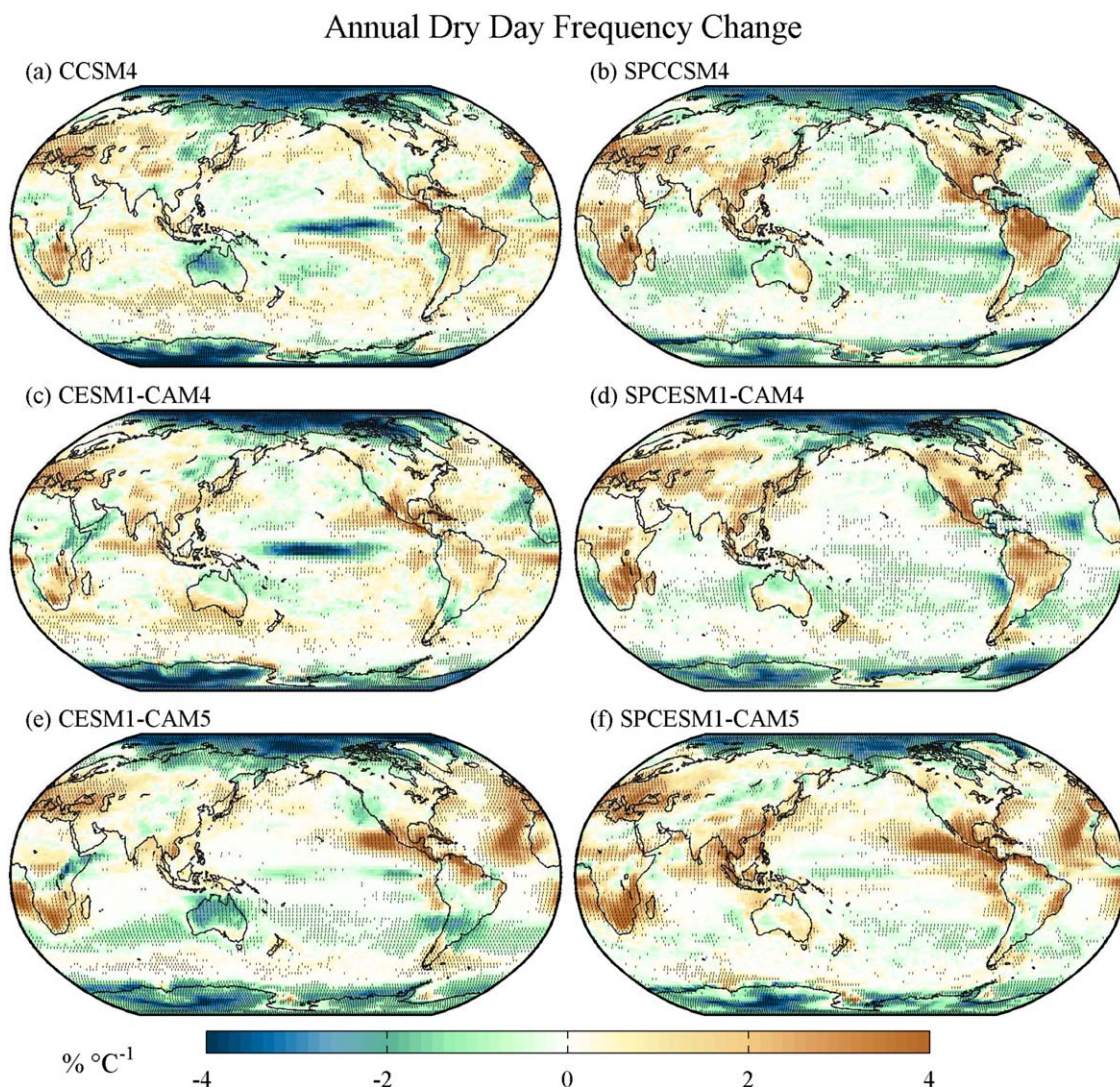 Annual Dry Day Frequency Change
(a) CCSM4
(b) SPCCSM4
(c) CESM1-CAM4
(d) SPCESM1-CAM4
(e) CESM1-CAM5
(f) SPCESM1-CAM5
% °C⁻¹
-4 -2 0 2 4